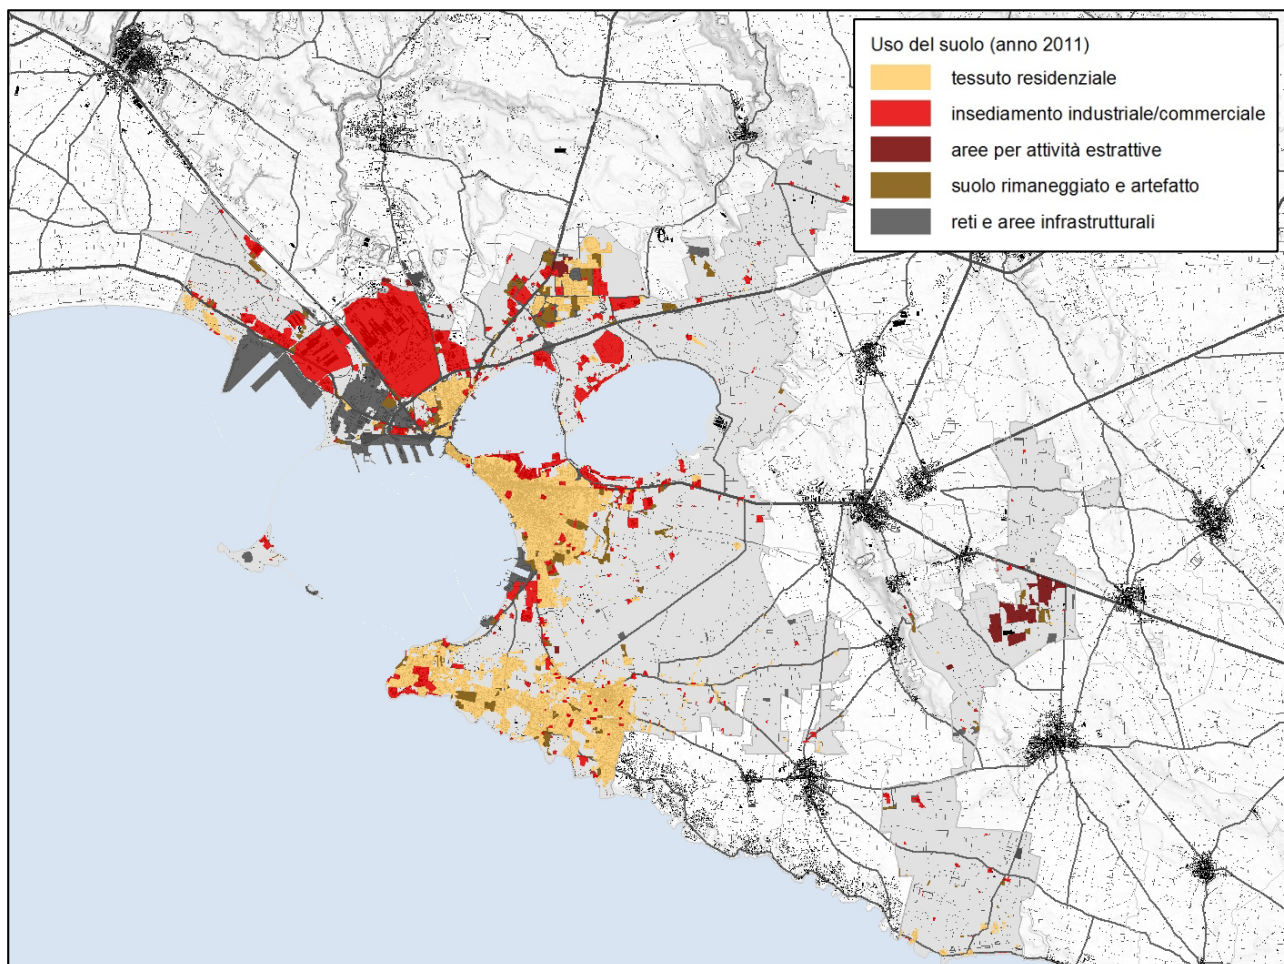 Uso del suolo (anno 2011)
tessuto residenziale
insediamento industriale/commerciale
aree per attività estrattive
suolo rimaneggiato e artefatto
reti e aree infrastrutturali